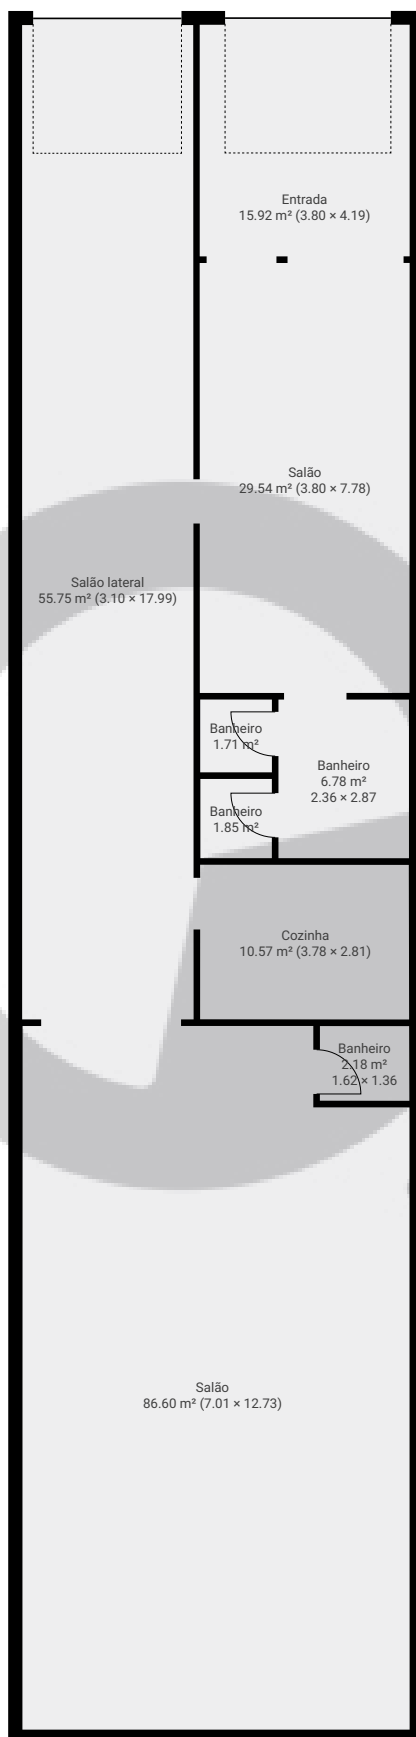 Entrada
15.92 m² (3.80 × 4.19)
Salão
29.54 m² (3.80 × 7.78)
Salão lateral
55.75 m² (3.10 × 17.99)
Banheiro
1.71 m²
Banheiro
6.78 m²
2.36 × 2.87
Banheiro
1.85 m²
Cozinha
10.57 m² (3.78 × 2.81)
Banheiro
2.18 m²
1.62 × 1.36
Salão
86.60 m² (7.01 × 12.73)